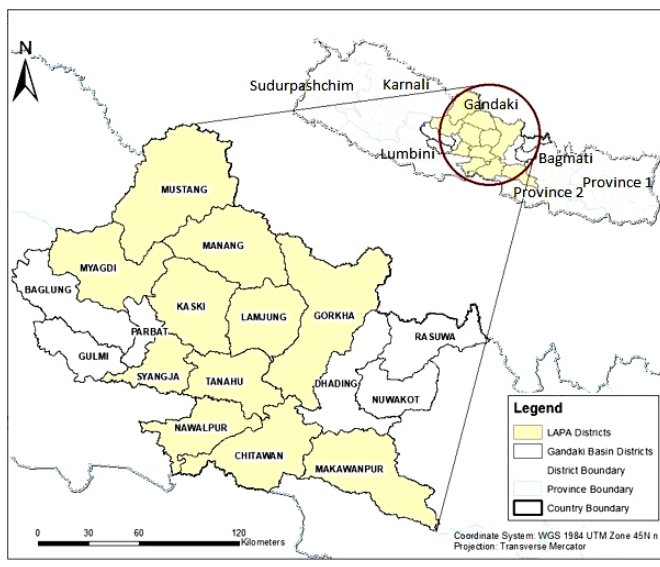 N
Sudurpashchim
Karnali
Gandaki
Lumbini
Bagmati
Province 2
Province 1
MUSTANG
MANANG
MYAGDI
BAGLUNG
KASKI
LAMJUNG
GORKHA
PARBAT
RASUWA
GULMI
SYANGJA
TANAHU
DHADING
NUWAKOT
NAWALPUR
CHITAWAN
MAKAWANPUR
Legend
LAPA Districts
Gandaki Basin Districts
District Boundary
Province Boundary
Country Boundary
0 30 60 120
Kilometers
Coordinate System: WGS 1984 UTM Zone 45N n
Projection: Transverse Mercator